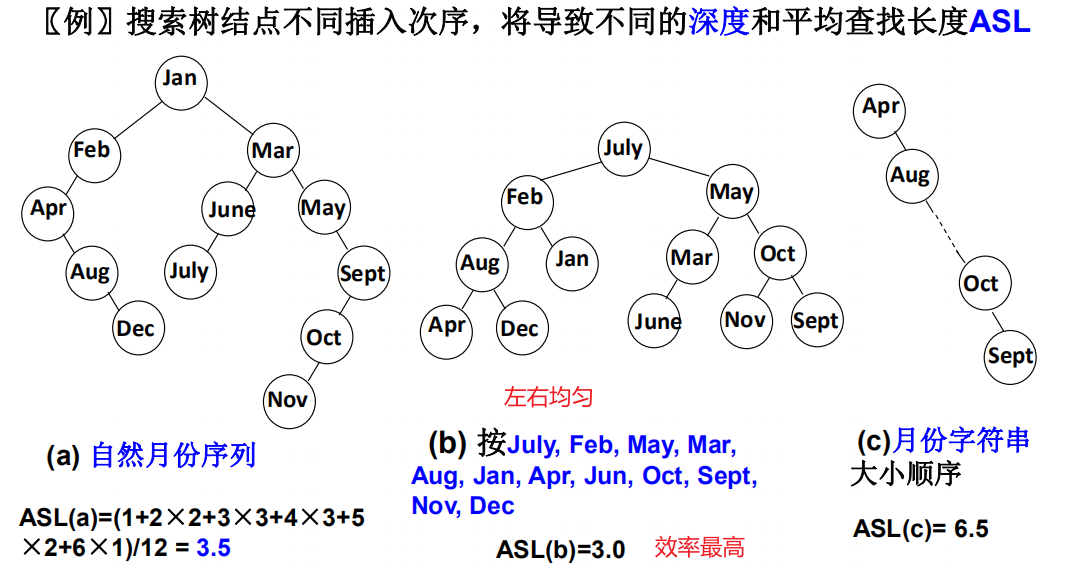 〖例〗搜索树结点不同插入次序，将导致不同的深度和平均查找长度ASL
Jan
Feb
Mar
Apr
June
May
Aug
July
Sept
Dec
Oct
Nov
July
Feb
May
Aug
Jan
Mar
Oct
Apr
Dec
June
Nov
Sept
Apr
Aug
Oct
Sept
左右均匀
(a) 自然月份序列
(b) 按July, Feb, May, Mar,
Aug, Jan, Apr, Jun, Oct, Sept,
Nov, Dec
(c)月份字符串
大小顺序
ASL(a)=(1+2×2+3×3+4×3+5
×2+6×1)/12 = 3.5
ASL(b)=3.0
效率最高
ASL(c)= 6.5